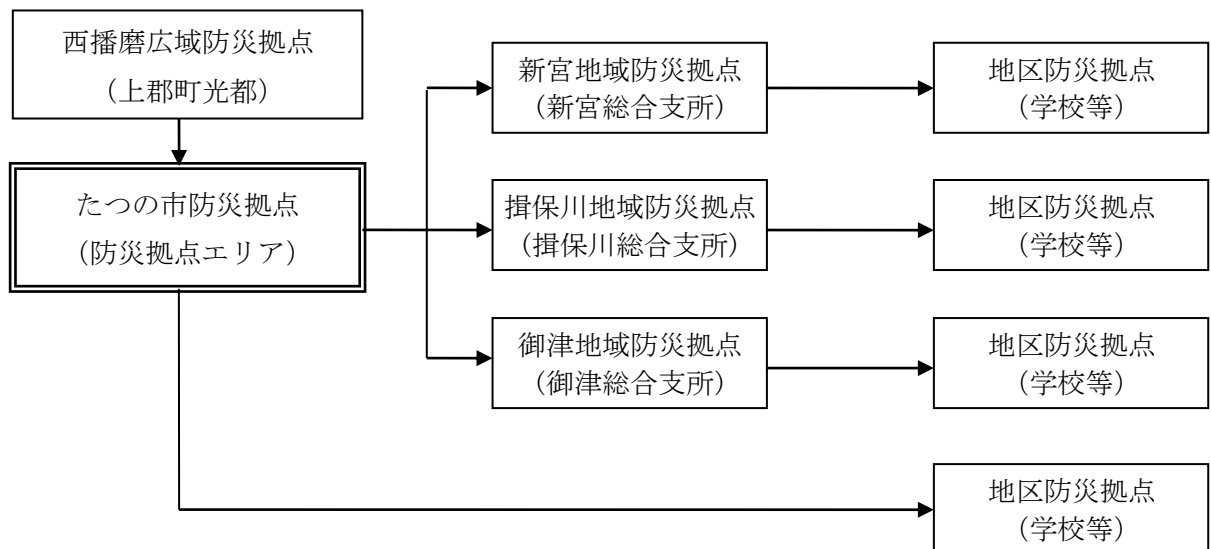 西播磨広域防災拠点
（上郡町光都）
たつの市防災拠点
（防災拠点エリア）
新宮地域防災拠点
（新宮総合支所）
地区防災拠点
（学校等）
揖保川地域防災拠点
（揖保川総合支所）
地区防災拠点
（学校等）
御津地域防災拠点
（御津総合支所）
地区防災拠点
（学校等）
地区防災拠点
（学校等）